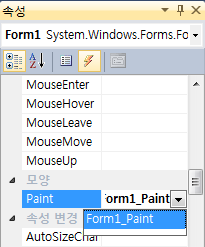 속성
Form1 System.Windows.Forms.Fo
MouseEnter
MouseHover
MouseLeave
MouseMove
MouseUp
모양
Paint Form1_Paint
Form1_Paint
속성 변경
AutoSizeChar